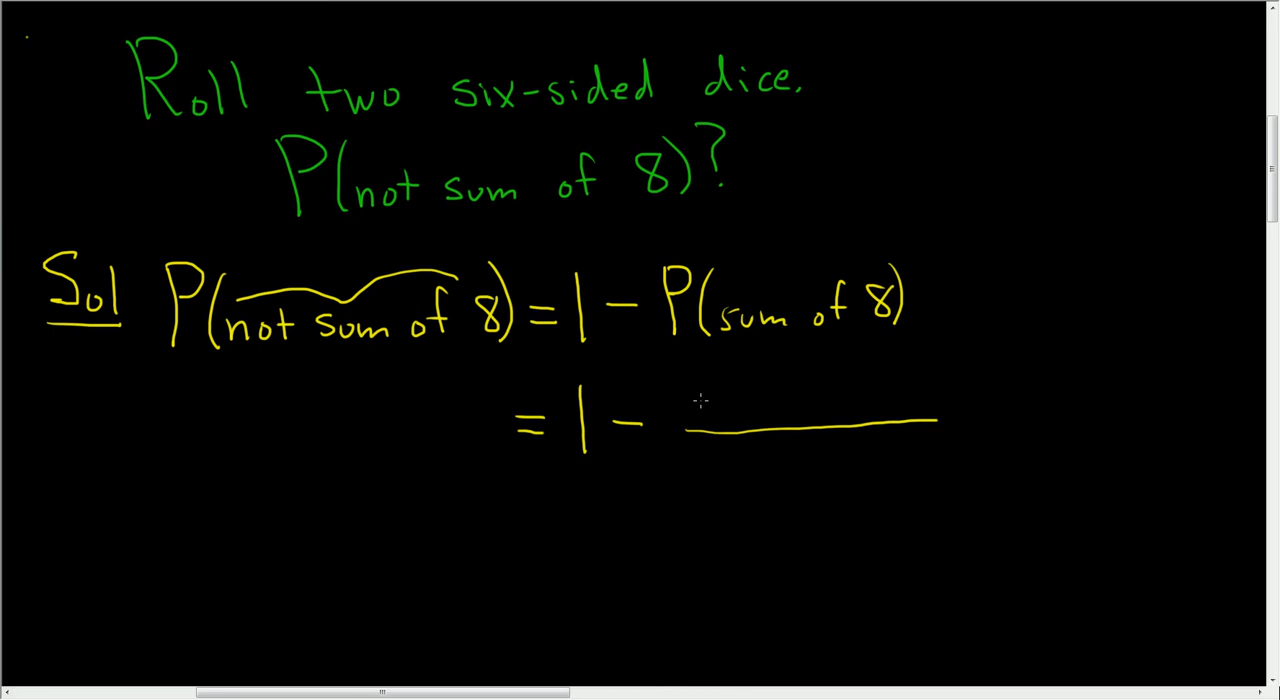 Roll two six-sided dice.
P(not sum of 8)?
Sol P(not sum of 8) = 1 - P(sum of 8)
= 1 -